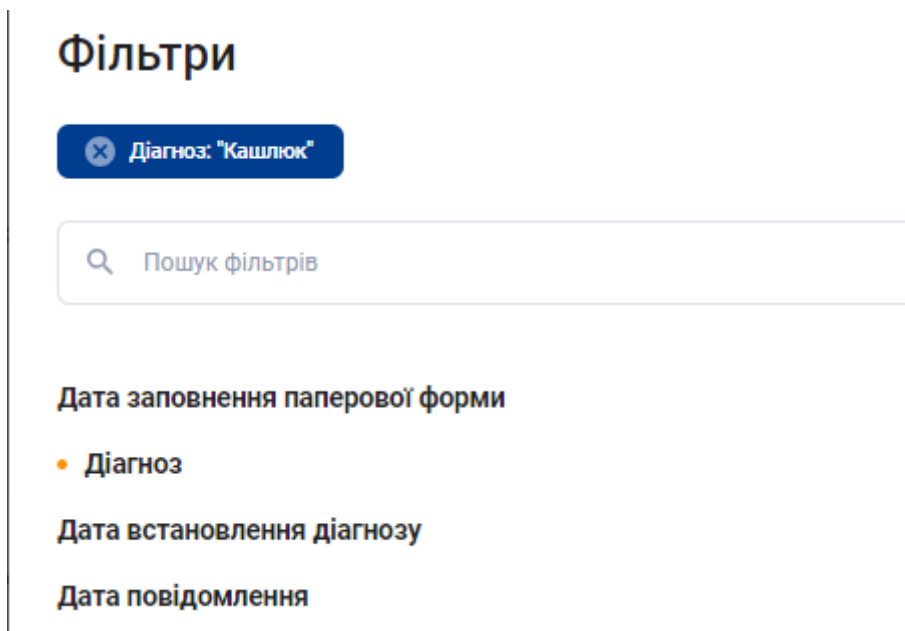 Фільтри
Діагноз: "Кашлюк"
Пошук фільтрів
Дата заповнення паперової форми
Діагноз
Дата встановлення діагнозу
Дата повідомлення